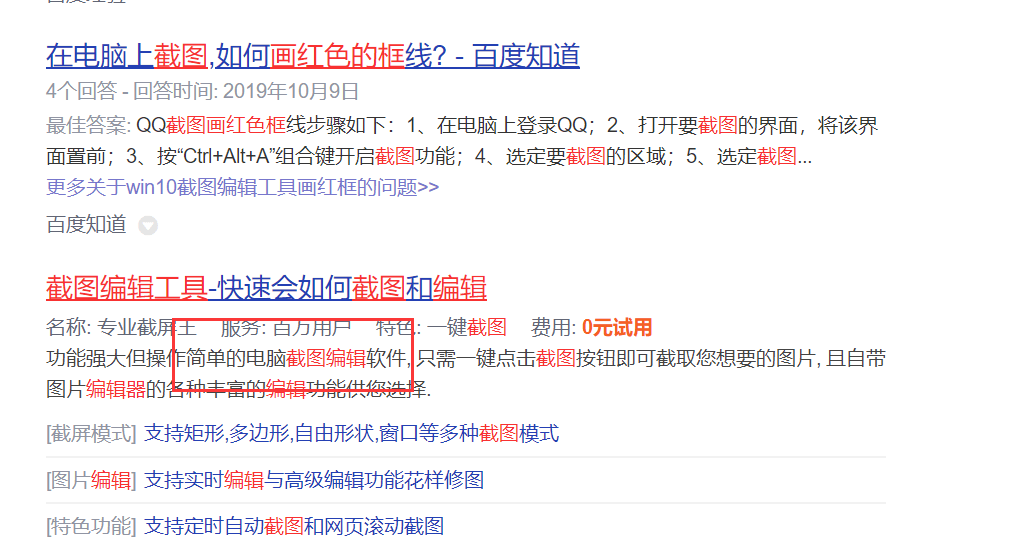 在电脑上截图,如何画红色的框线? - 百度知道
4个回答 - 回答时间: 2019年10月9日
最佳答案: QQ截图画红色框线步骤如下：1、在电脑上登录QQ；2、打开要截图的界面，将该界
面置前；3、按“Ctrl+Alt+A”组合键开启截图功能；4、选定要截图的区域；5、选定截图...
更多关于win10截图编辑工具画红框的问题>>
百度知道
截图编辑工具-快速会如何截图和编辑
名称: 专业截屏王 服务: 百万用户 特色: 一键截图 费用: 0元试用
功能强大但操作简单的电脑截图编辑软件, 只需一键点击截图按钮即可截取您想要的图片, 且自带
图片编辑器的各种丰富的编辑功能供您选择.
[截屏模式] 支持矩形,多边形,自由形状,窗口等多种截图模式
[图片编辑] 支持实时编辑与高级编辑功能花样修图
[特色功能] 支持定时自动截图和网页滚动截图